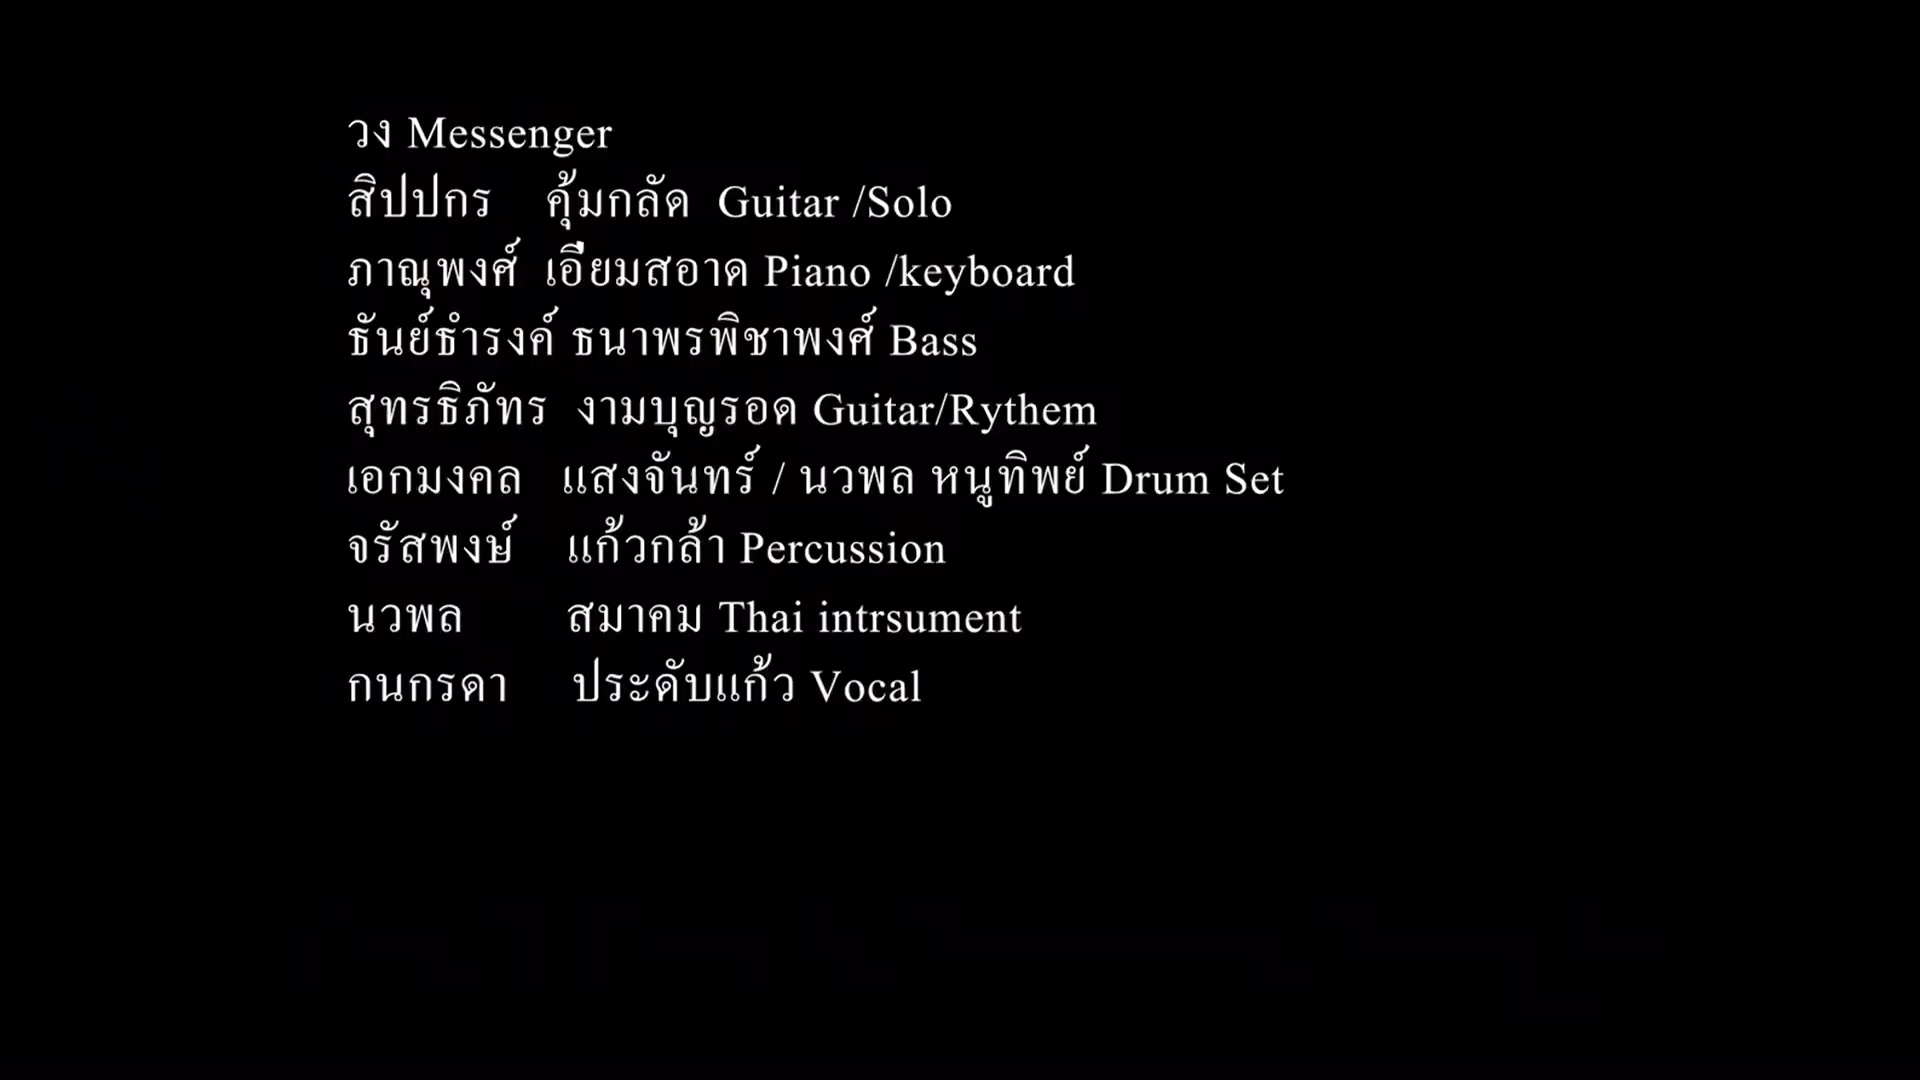 วง Messenger
สิปปกร คุ้มกลัด Guitar /Solo
ภาณุพงศ์ เอี่ยมสอาด Piano /keyboard
ธันย์ธำรงค์ ธนาพรพิชาพงศ์ Bass
สุทรธิภัทร งามบุญรอด Guitar/Rythem
เอกมงคล แสงจันทร์ / นวพล หนูทิพย์ Drum Set
จรัสพงษ์ แก้วกล้า Percussion
นวพล สมาคม Thai intrsument
กนกรดา ประดับแก้ว Vocal